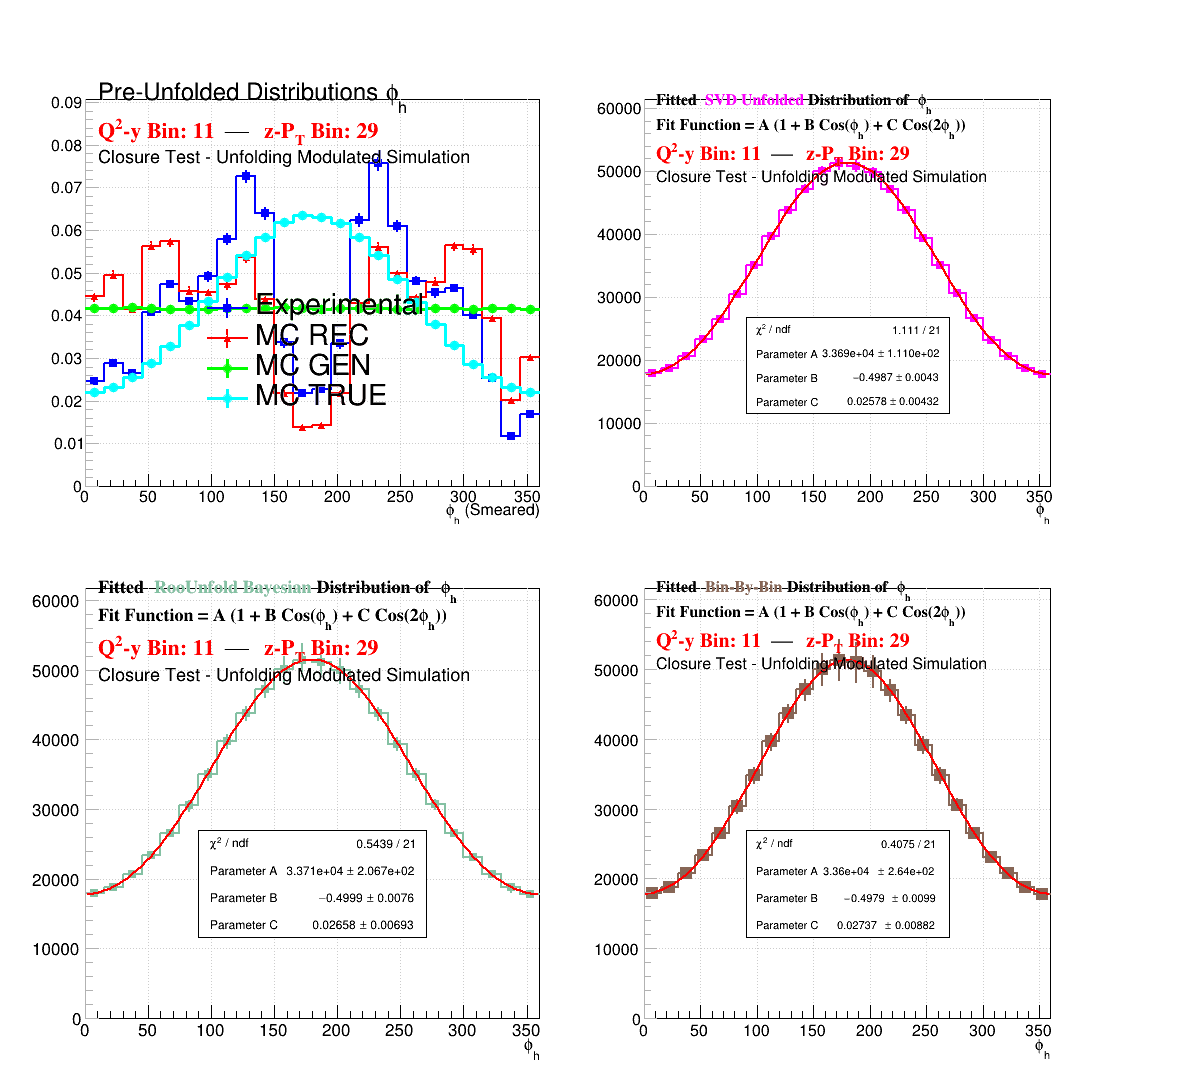 Pre-Unfolded Distributions ϕh
Q2-y Bin: 11 — z-PT Bin: 29
Closure Test - Unfolding Modulated Simulation
0.09
0.08
0.07
0.06
0.05
0.04
0.03
0.02
0.01
0
Experimental
MC REC
MC GEN
MC TRUE
0 50 100 150 200 250 300 350
ϕh (Smeared)
Fitted SVD Unfolded Distribution of ϕh
Fit Function = A (1 + B Cos(ϕh) + C Cos(2ϕh))
Q2-y Bin: 11 — z-PT Bin: 29
Closure Test - Unfolding Modulated Simulation
60000
50000
40000
30000
20000
10000
0
χ2 / ndf 1.111 / 21
Parameter A 3.369e+04 ± 1.110e+02
Parameter B −0.4987 ± 0.0043
Parameter C 0.02578 ± 0.00432
0 50 100 150 200 250 300 350
ϕh
Fitted RooUnfold Bayesian Distribution of ϕh
Fit Function = A (1 + B Cos(ϕh) + C Cos(2ϕh))
Q2-y Bin: 11 — z-PT Bin: 29
Closure Test - Unfolding Modulated Simulation
60000
50000
40000
30000
20000
10000
0
χ2 / ndf 0.5439 / 21
Parameter A 3.371e+04 ± 2.067e+02
Parameter B −0.4999 ± 0.0076
Parameter C 0.02658 ± 0.00693
0 50 100 150 200 250 300 350
ϕh
Fitted Bin-By-Bin Distribution of ϕh
Fit Function = A (1 + B Cos(ϕh) + C Cos(2ϕh))
Q2-y Bin: 11 — z-PT Bin: 29
Closure Test - Unfolding Modulated Simulation
60000
50000
40000
30000
20000
10000
0
χ2 / ndf 0.4075 / 21
Parameter A 3.36e+04 ± 2.64e+02
Parameter B −0.4979 ± 0.0099
Parameter C 0.02737 ± 0.00882
0 50 100 150 200 250 300 350
ϕh